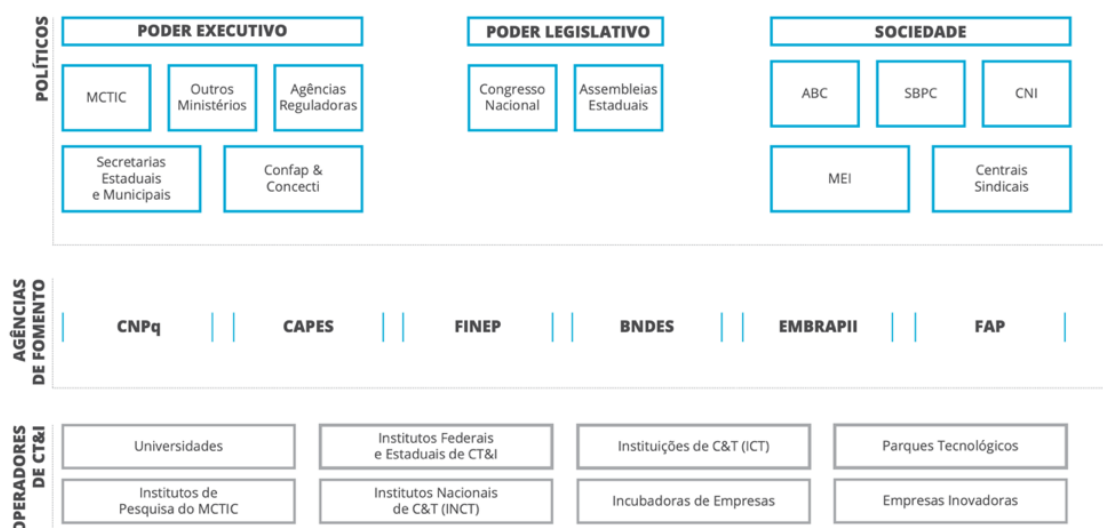 POLÍTICOS
PODER EXECUTIVO
PODER LEGISLATIVO
SOCIEDADE
MCTIC
Outros
Ministérios
Agências
Reguladoras
Congresso
Nacional
Assembleias
Estaduais
ABC
SBPC
CNI
Secretarias
Estaduais
e Municipais
Confap &
Concecti
MEI
Centrais
Sindicais
AGÊNCIAS
DE FOMENTO
CNPq
CAPES
FINEP
BNDES
EMBRAPII
FAP
OPERADORES
DE CT&I
Universidades
Institutos Federais
e Estaduais de CT&I
Instituições de C&T (ICT)
Parques Tecnológicos
Institutos de
Pesquisa do MCTIC
Institutos Nacionais
de C&T (INCT)
Incubadoras de Empresas
Empresas Inovadoras